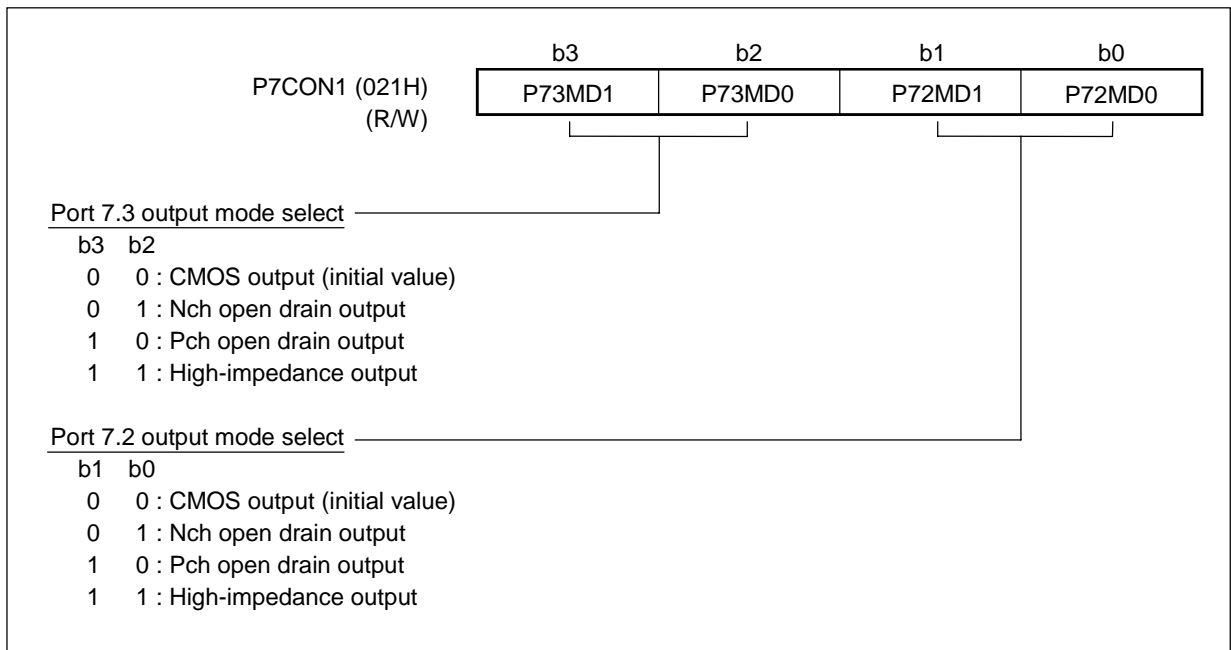 b3 b2 b1 b0
P7CON1 (021H) P73MD1 P73MD0 P72MD1 P72MD0
(R/W)
Port 7.3 output mode select
b3 b2
0 0 : CMOS output (initial value)
0 1 : Nch open drain output
1 0 : Pch open drain output
1 1 : High-impedance output
Port 7.2 output mode select
b1 b0
0 0 : CMOS output (initial value)
0 1 : Nch open drain output
1 0 : Pch open drain output
1 1 : High-impedance output